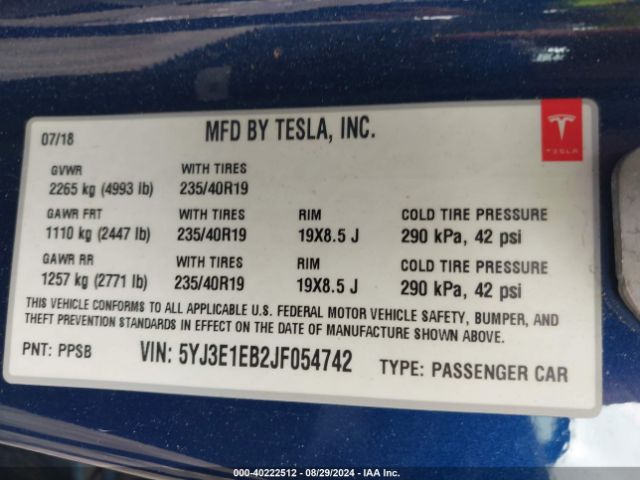 07/18 MFD BY TESLA, INC.
TESLA
GVWR WITH TIRES
2265 kg (4993 lb) 235/40R19
GAWR FRT WITH TIRES RIM COLD TIRE PRESSURE
1110 kg (2447 lb) 235/40R19 19X8.5 J 290 kPa, 42 psi
GAWR RR WITH TIRES RIM COLD TIRE PRESSURE
1257 kg (2771 lb) 235/40R19 19X8.5 J 290 kPa, 42 psi
THIS VEHICLE CONFORMS TO ALL APPLICABLE U.S. FEDERAL MOTOR VEHICLE SAFETY, BUMPER, AND
THEFT PREVENTION STANDARDS IN EFFECT ON THE DATE OF MANUFACTURE SHOWN ABOVE.
PNT: PPSB VIN: 5YJ3E1EB2JF054742 TYPE: PASSENGER CAR
000-40222512 - 08/29/2024 - IAA Inc.